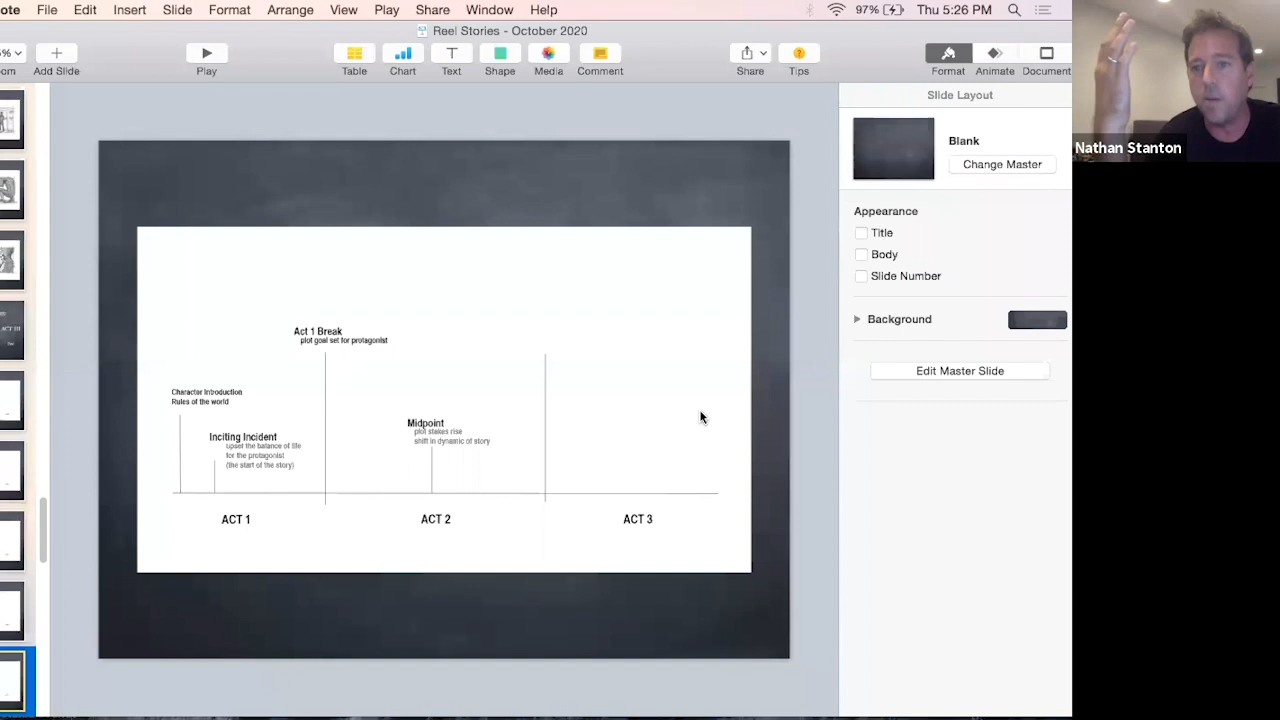 ote File Edit Insert Slide Format Arrange View Play Share Window Help 97% Thu 5:26 PM
Reel Stories - October 2020
%
oom Add Slide Play Table Chart Text Shape Media Comment Share Tips Format Animate Document
Slide Layout
Blank
Change Master
Appearance
Title
Body
Slide Number
Background
Edit Master Slide
Act 1 Break
plot goal set for protagonist
Character Introduction
Rules of the world
Inciting Incident
upset the balance of life
for the protagonist
(the start of the story)
Midpoint
plot stakes rise
shift in dynamic of story
ACT 1 ACT 2 ACT 3
ACT III
Nathan Stanton